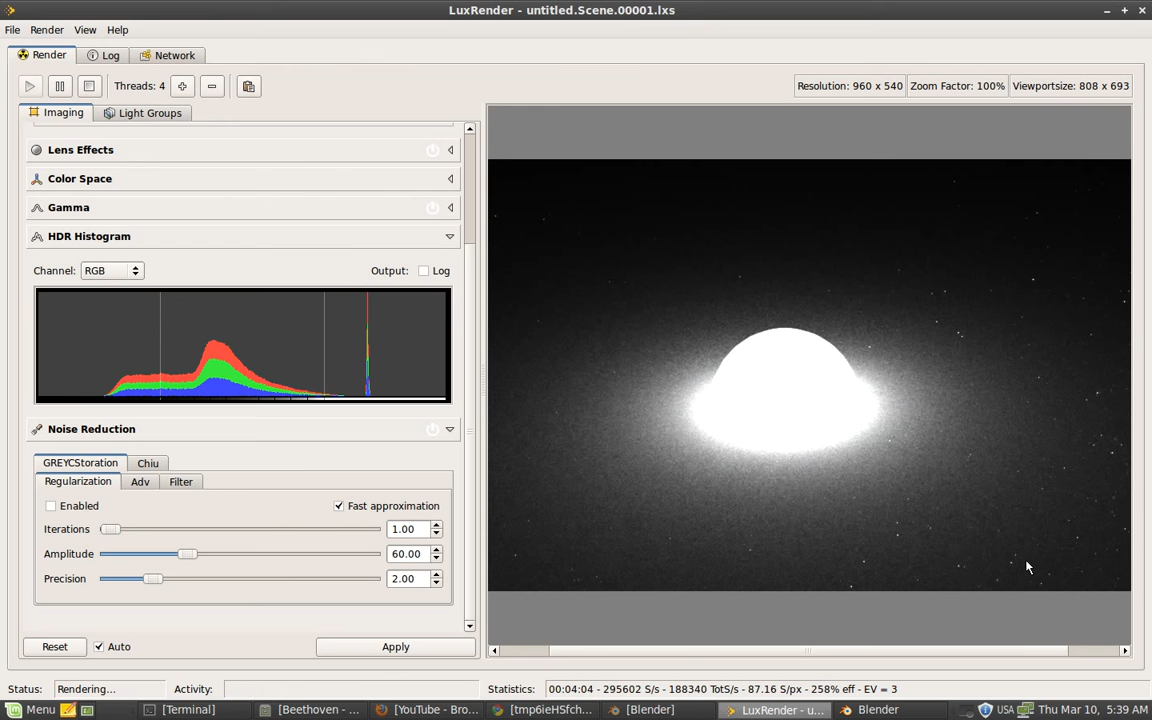 LuxRender - untitled.Scene.00001.lxs
File Render View Help
Render Log Network
Threads: 4 Resolution: 960 x 540 Zoom Factor: 100% Viewportsize: 808 x 693
Imaging Light Groups
Lens Effects
Color Space
Gamma
HDR Histogram
Channel: RGB Output: Log
Noise Reduction
GREYCStoration Chiu
Regularization Adv Filter
Enabled Fast approximation
Iterations 1.00
Amplitude 60.00
Precision 2.00
Reset Auto Apply
Status: Rendering... Activity: Statistics: 00:04:04 - 295602 S/s - 188340 TotS/s - 87.16 S/px - 258% eff - EV = 3
Menu [Terminal] [Beethoven - ... [YouTube - Bro... [tmp6ieHSfch... [Blender] LuxRender - u... Blender USA Thu Mar 10, 5:39 AM